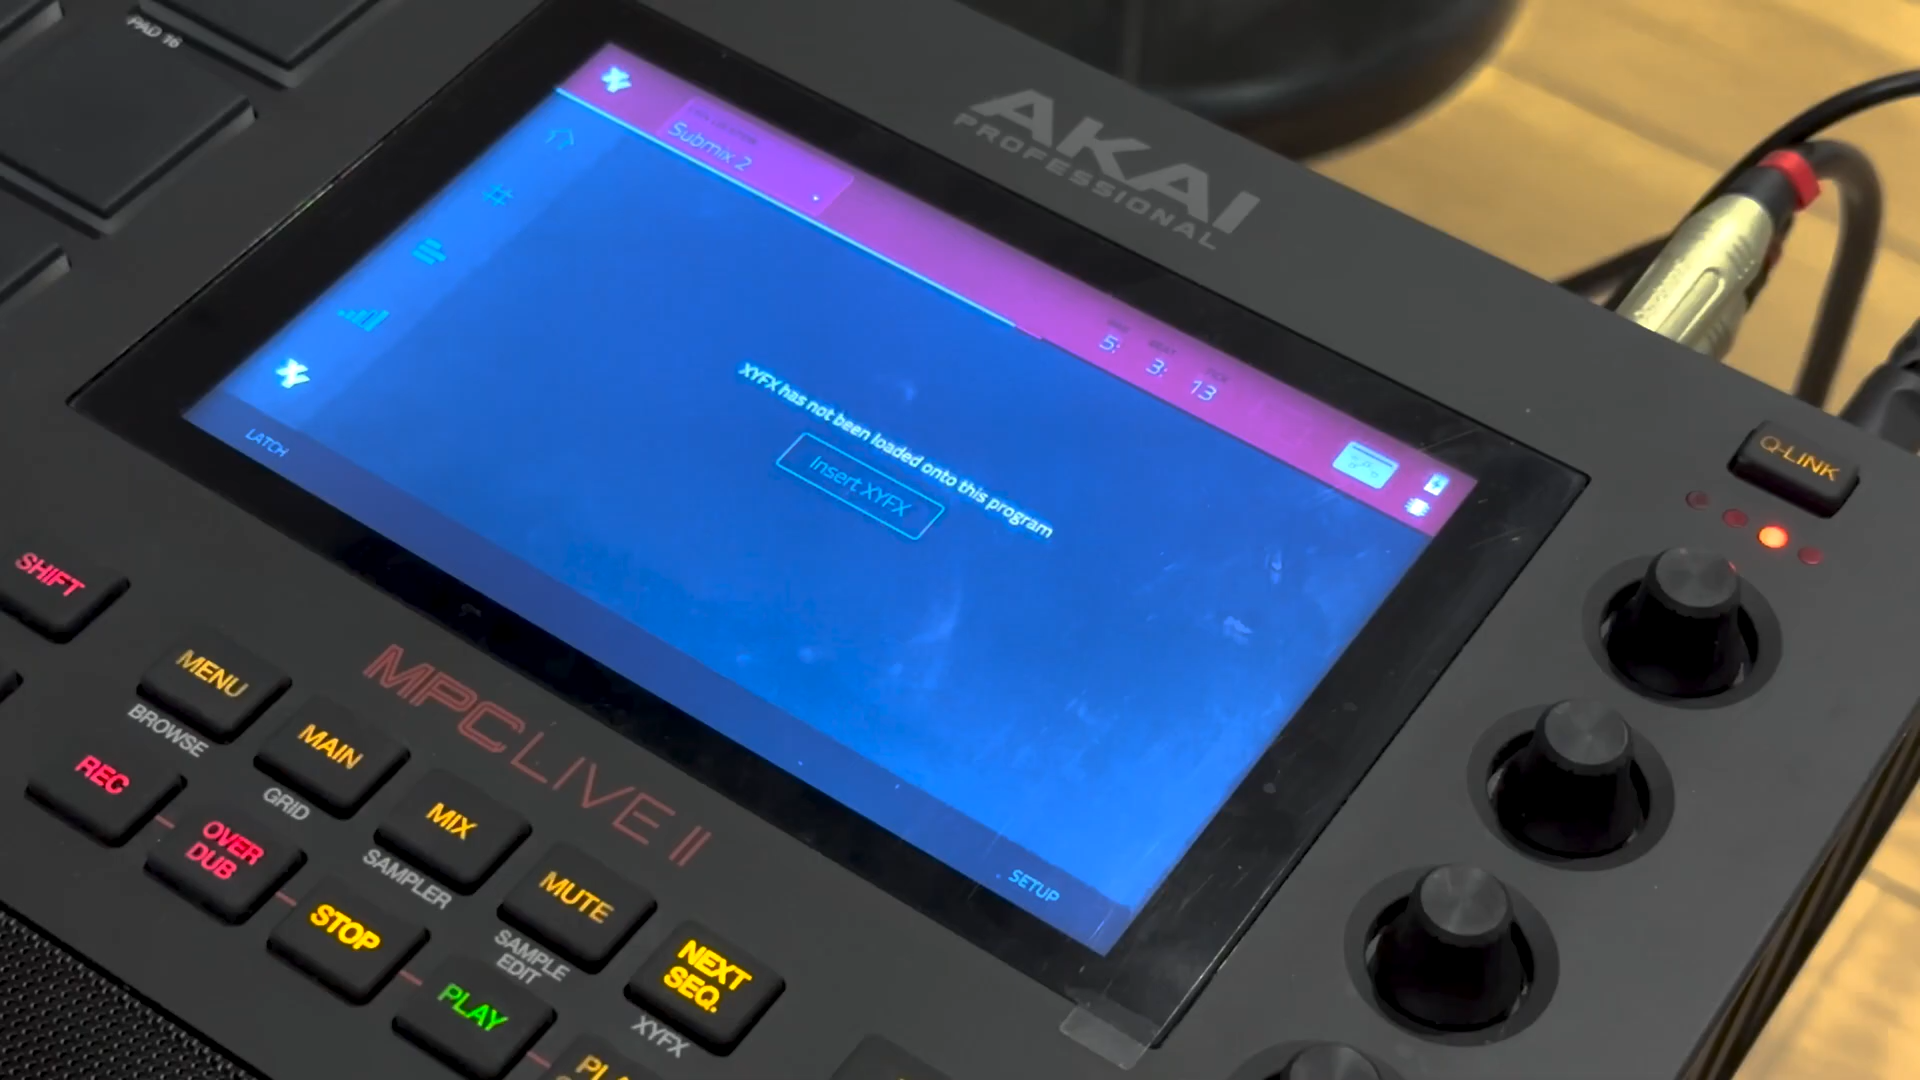 PAD 16
AKAI
PROFESSIONAL
Submix 2
5: 3: 13
XYFX has not been loaded onto this program
Insert XYFX
LATCH
SETUP
Q-LINK
SHIFT
MPC LIVE II
MENU
BROWSE
MAIN
GRID
MIX
SAMPLER
MUTE
SAMPLE
EDIT
NEXT
SEQ.
XYFX
REC
OVER
DUB
STOP
PLAY